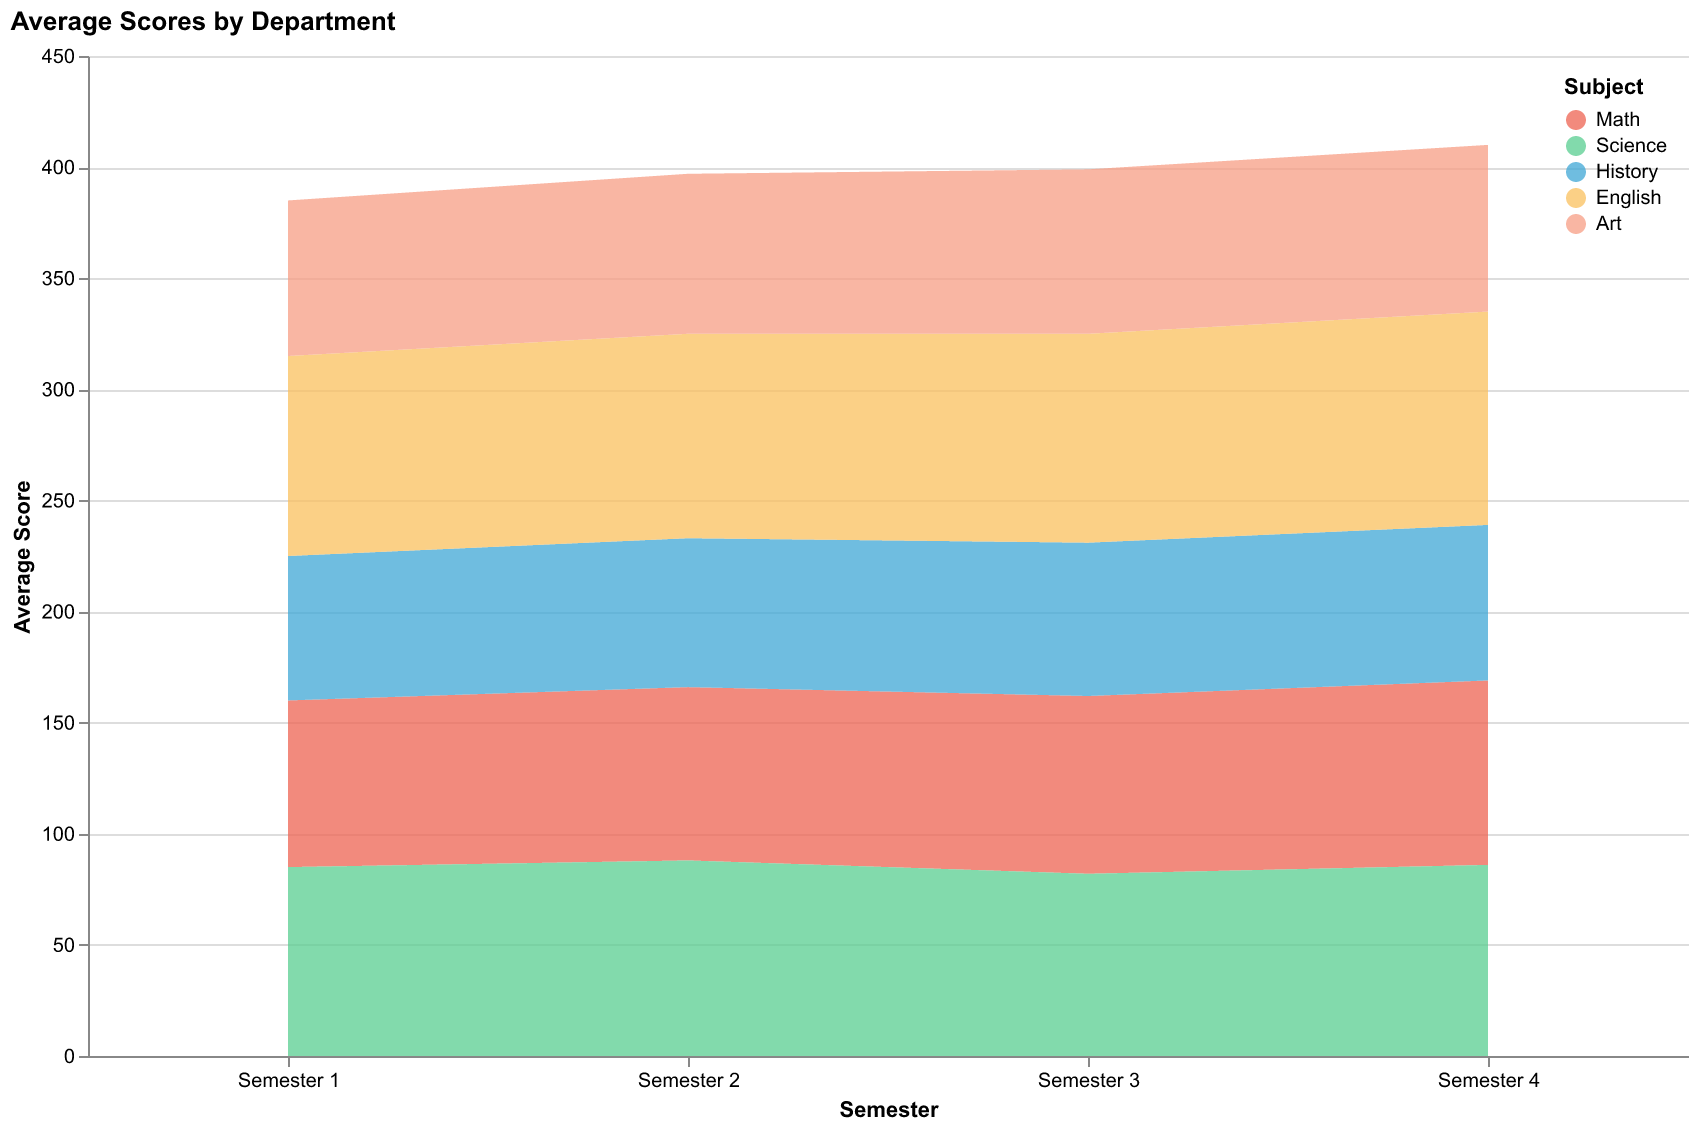 Average Scores by Department
450
400
350
300
250
200
150
100
50
0
Average Score
Subject
Math
Science
History
English
Art
Semester 1
Semester 2
Semester 3
Semester 4
Semester